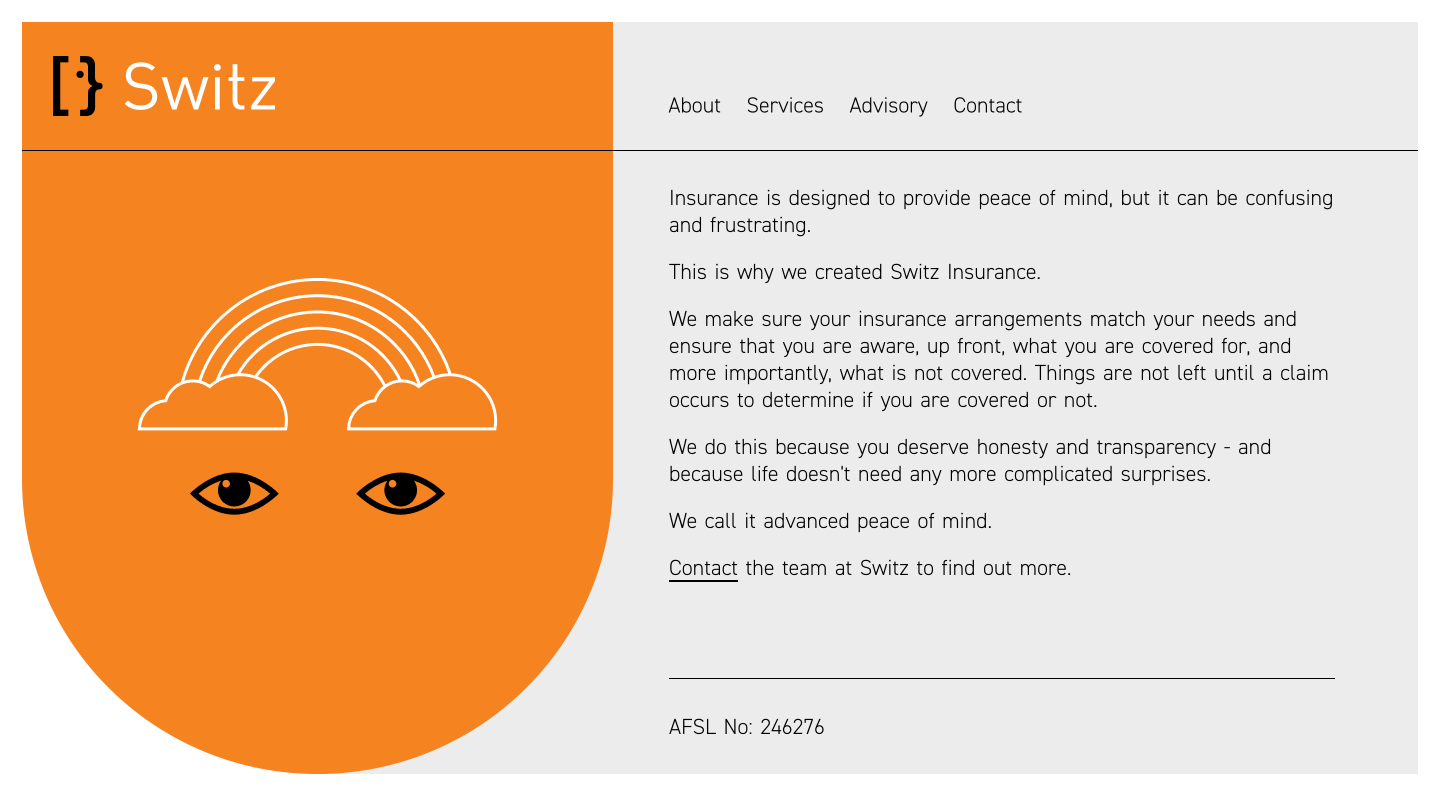 [·} Switz
About Services Advisory Contact
Insurance is designed to provide peace of mind, but it can be confusing
and frustrating.
This is why we created Switz Insurance.
We make sure your insurance arrangements match your needs and
ensure that you are aware, up front, what you are covered for, and
more importantly, what is not covered. Things are not left until a claim
occurs to determine if you are covered or not.
We do this because you deserve honesty and transparency - and
because life doesn't need any more complicated surprises.
We call it advanced peace of mind.
Contact the team at Switz to find out more.
AFSL No: 246276